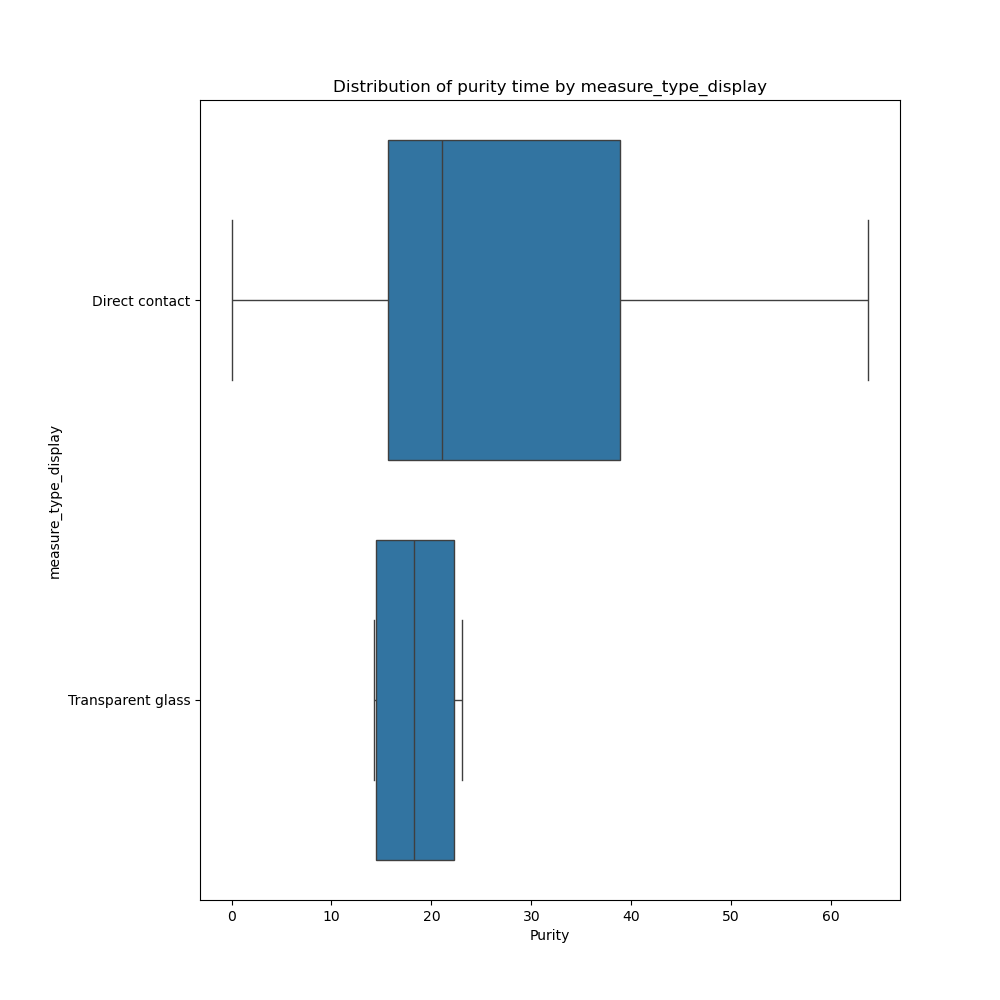 Distribution of purity time by measure_type_display
measure_type_display
Direct contact
Transparent glass
0 10 20 30 40 50 60
Purity